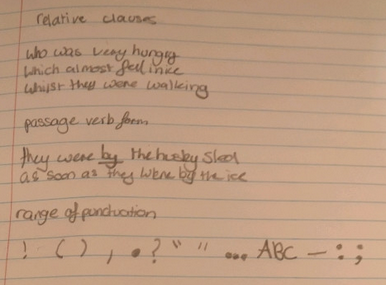 relative clauses
who was very hungry
which almost fell in ice
whilst they were walking
passage verb form
they were by the husky sled
as soon as they were by the ice
range of punctuation
! ( ) , . ? " " ... ABC — : ;